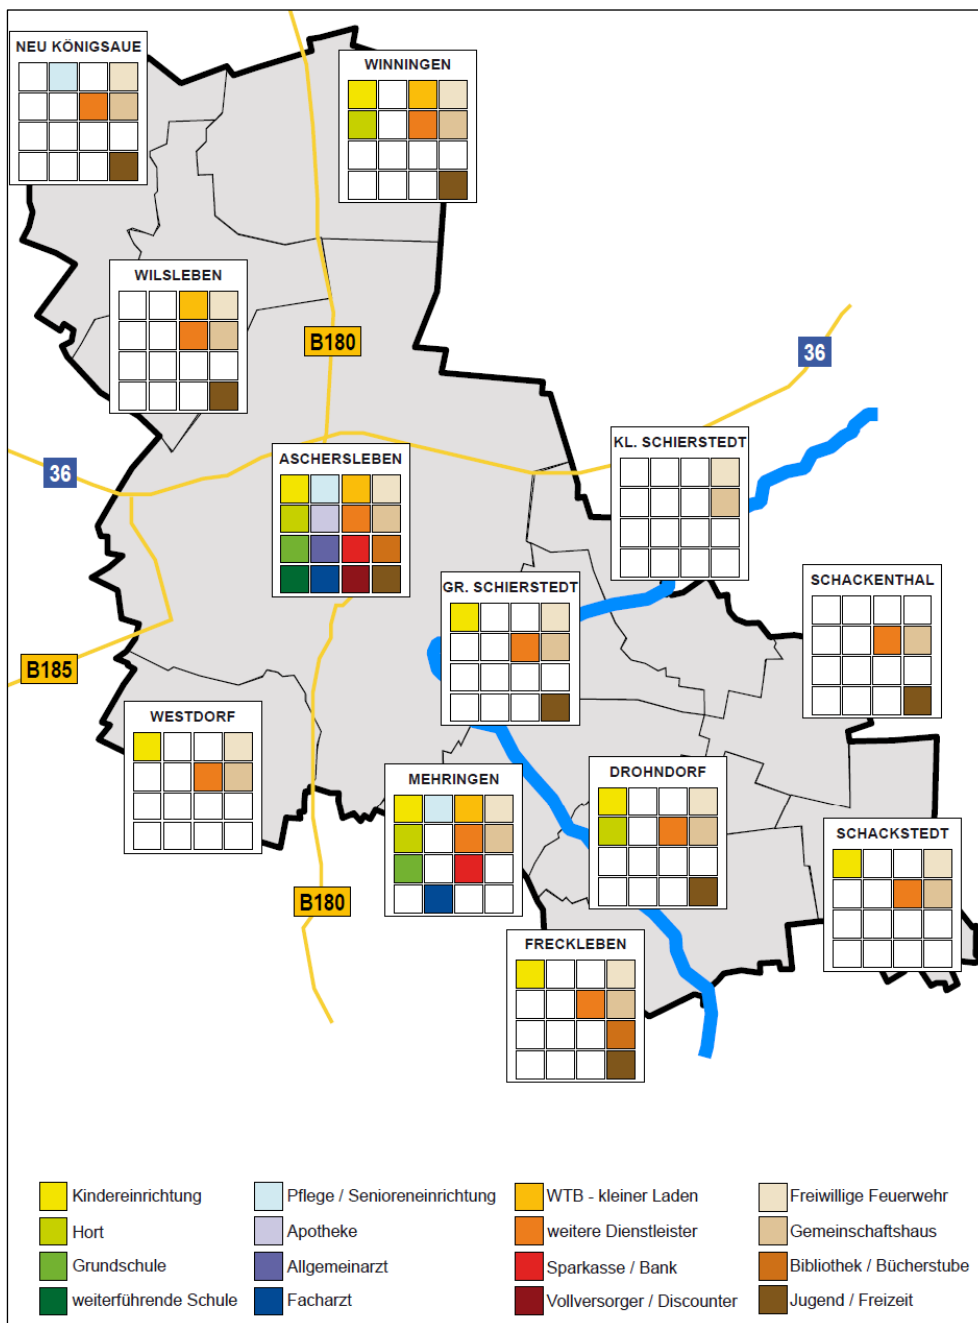 NEU KÖNIGSAUE
WINNINGEN
WILSLEBEN
B180
36
KL. SCHIERSTEDT
36
ASCHERSLEBEN
GR. SCHIERSTEDT
SCHACKENTHAL
B185
WESTDORF
MEHRINGEN
DROHNDORF
SCHACKSTEDT
B180
FRECKLEBEN
Kindereinrichtung
Hort
Grundschule
weiterführende Schule
Pflege / Senioreneinrichtung
Apotheke
Allgemeinarzt
Facharzt
WTB - kleiner Laden
weitere Dienstleister
Sparkasse / Bank
Vollversorger / Discounter
Freiwillige Feuerwehr
Gemeinschaftshaus
Bibliothek / Bücherstube
Jugend / Freizeit